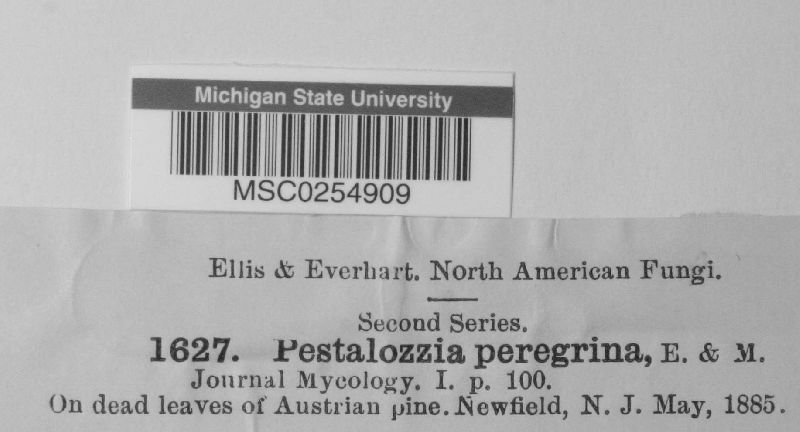 Michigan State University
MSC0254909
Ellis & Everhart. North American Fungi.
Second Series.
1627. Pestalozzia peregrina, E. & M.
Journal Mycology. I. p. 100.
On dead leaves of Austrian pine. Newfield, N. J. May, 1885.